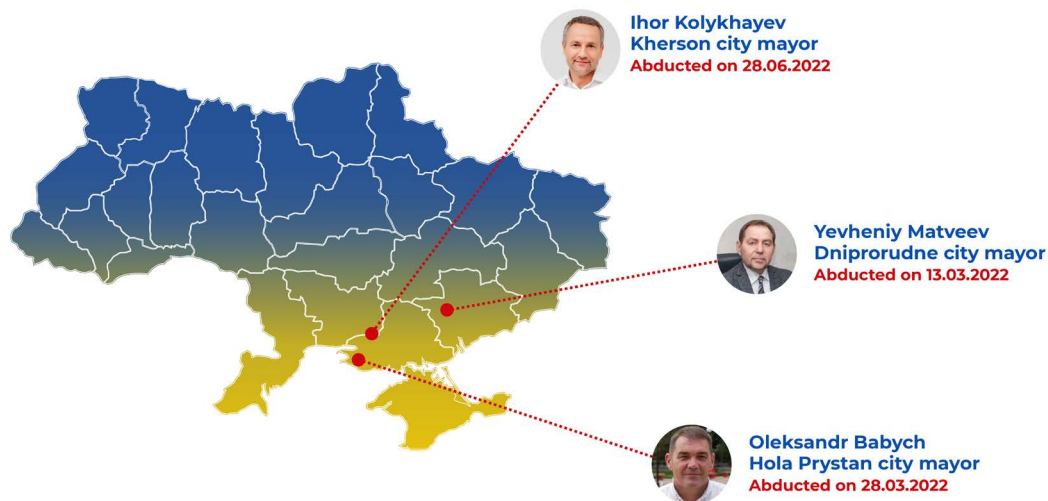 Ihor Kolykhayev
Kherson city mayor
Abducted on 28.06.2022
Yevheniy Matveev
Dniprorudne city mayor
Abducted on 13.03.2022
Oleksandr Babych
Hola Prystan city mayor
Abducted on 28.03.2022